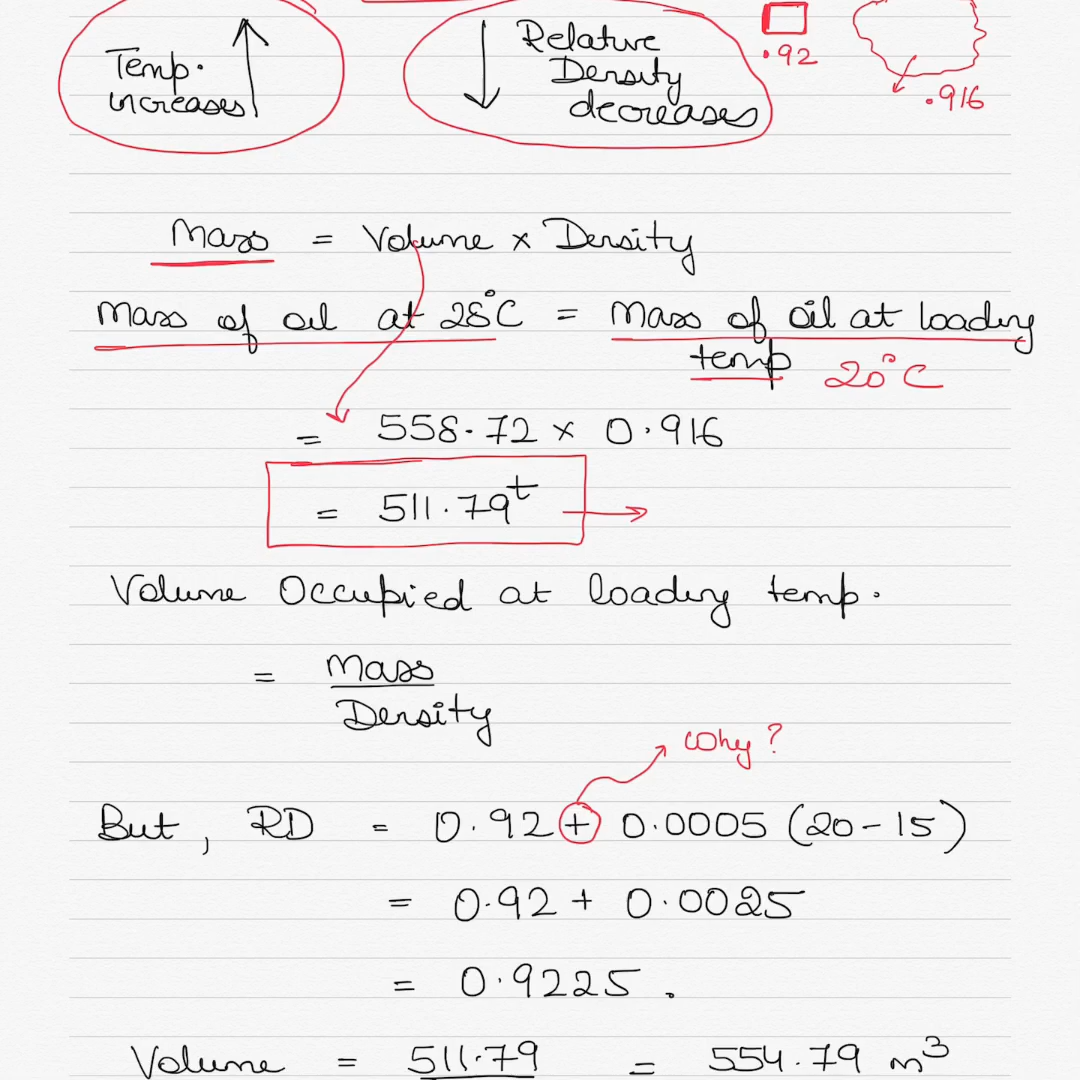 Temp.
increases
Relative
Density
decreases
.92
.916
Mass = Volume x Density
Mass of oil at 28°C = Mass of oil at loading
temp 20°C
= 558.72 x 0.916
= 511.79t
Volume Occupied at loading temp.
= Mass
Density
why?
But, RD = 0.92 + 0.0005 (20-15)
= 0.92 + 0.0025
= 0.9225.
Volume = 511.79 = 554.79 m³